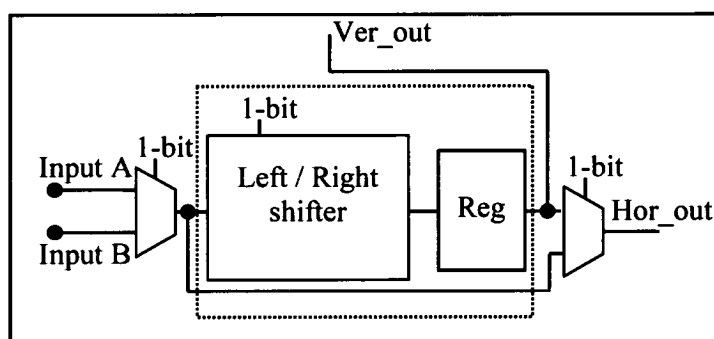 Ver_out
1-bit
1-bit
Input A
Left / Right
shifter
Reg
1-bit
Hor_out
Input B